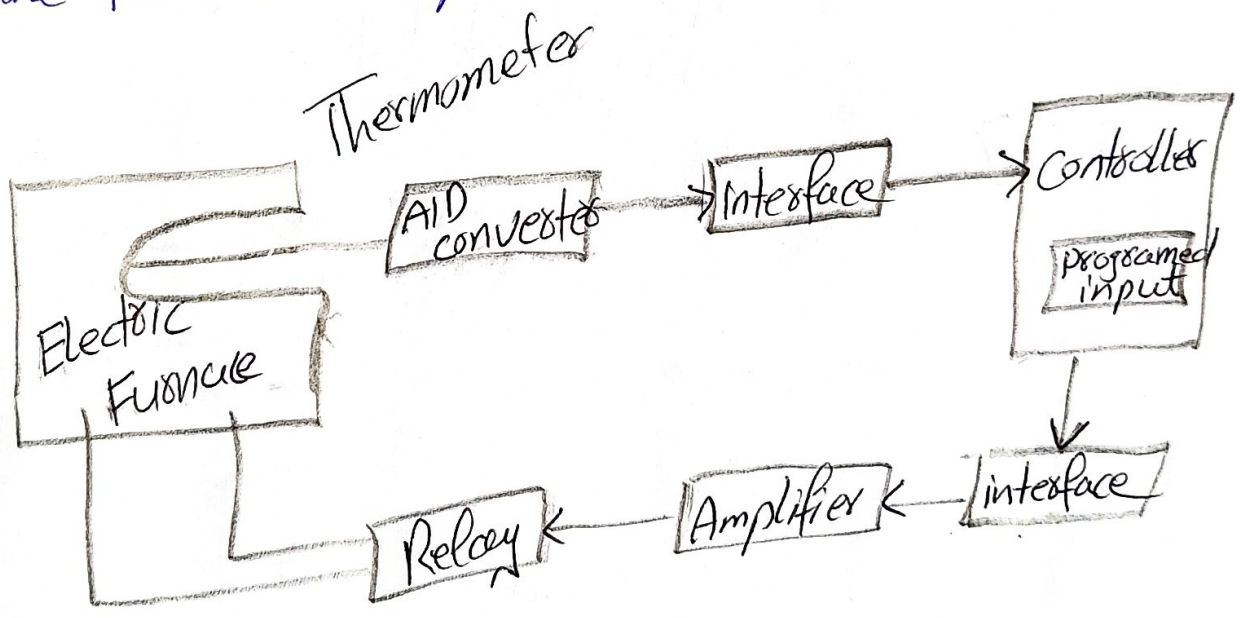 Thermometer
A/D
converter
Interface
Controller
programed
input
Electric
Furnace
Relay
Amplifier
interface